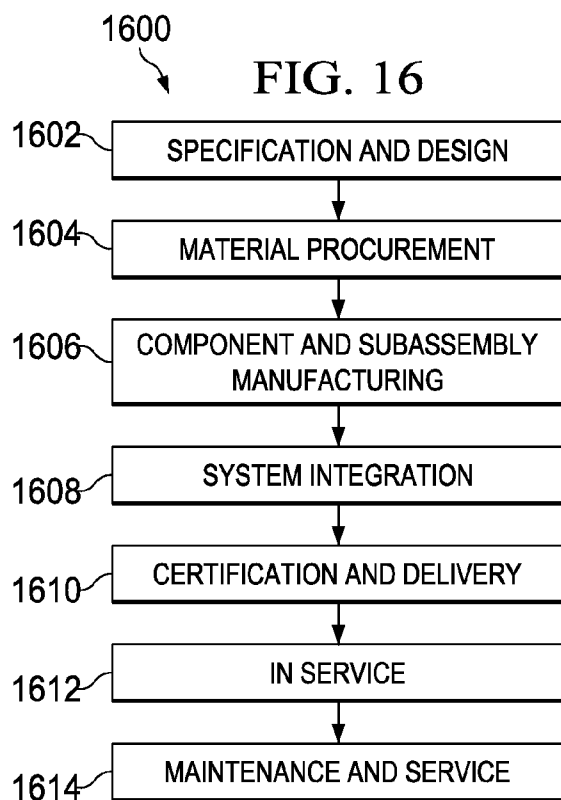 1600
FIG. 16
1602
SPECIFICATION AND DESIGN
1604
MATERIAL PROCUREMENT
1606
COMPONENT AND SUBASSEMBLY
MANUFACTURING
1608
SYSTEM INTEGRATION
1610
CERTIFICATION AND DELIVERY
1612
IN SERVICE
1614
MAINTENANCE AND SERVICE